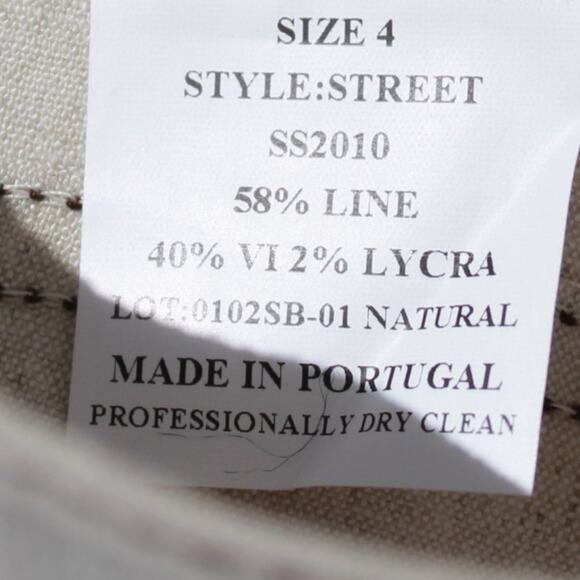 SIZE 4
STYLE:STREET
SS2010
58% LINE
40% VI 2% LYCRA
LOT:0102SB-01 NATURAL
MADE IN PORTUGAL
PROFESSIONALLY DRY CLEAN